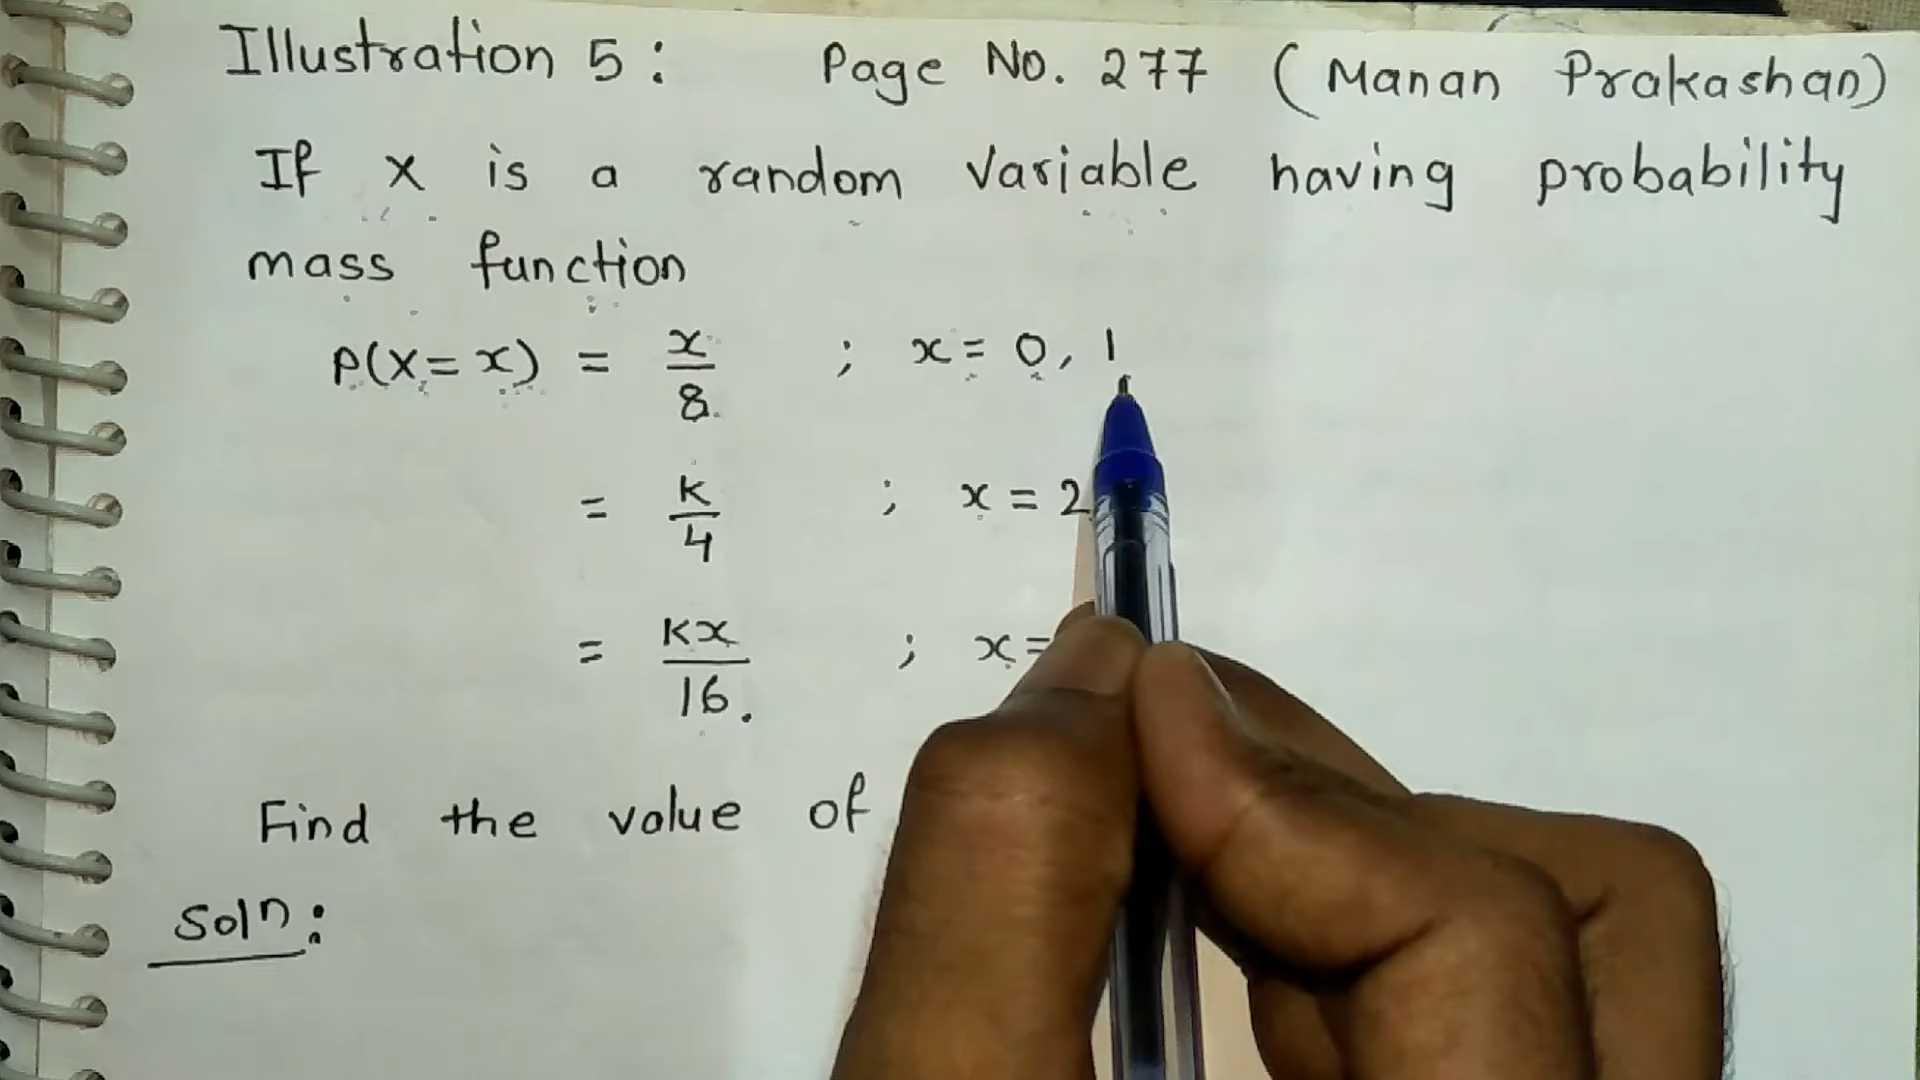 Illustration 5 : Page No. 277 (Manan Prakashan)
If x is a random variable having probability
mass function
P(X= x) = x/8 ; x= 0, 1
= k/4 ; x = 2
= kx/16. ; x=
Find the value of
Soln :